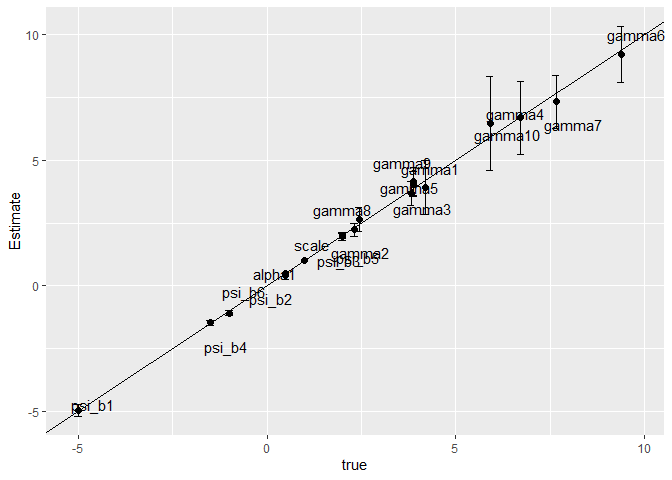 10
gamma6
gamma4
gamma10
gamma7
5
gamma9
gamma1
gamma5
gamma3
gamma8
gamma2
scale
0
alpha1
psi_b6
psi_b2
psi_b4
-5
psi_b1
Estimate
-5
0
5
10
true